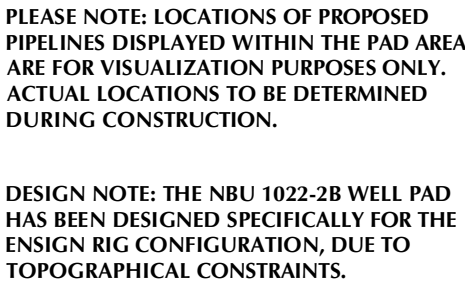 PLEASE NOTE: LOCATIONS OF PROPOSED
PIPELINES DISPLAYED WITHIN THE PAD AREA
ARE FOR VISUALIZATION PURPOSES ONLY.
ACTUAL LOCATIONS TO BE DETERMINED
DURING CONSTRUCTION.
DESIGN NOTE: THE NBU 1022-2B WELL PAD
HAS BEEN DESIGNED SPECIFICALLY FOR THE
ENSIGN RIG CONFIGURATION, DUE TO
TOPOGRAPHICAL CONSTRAINTS.